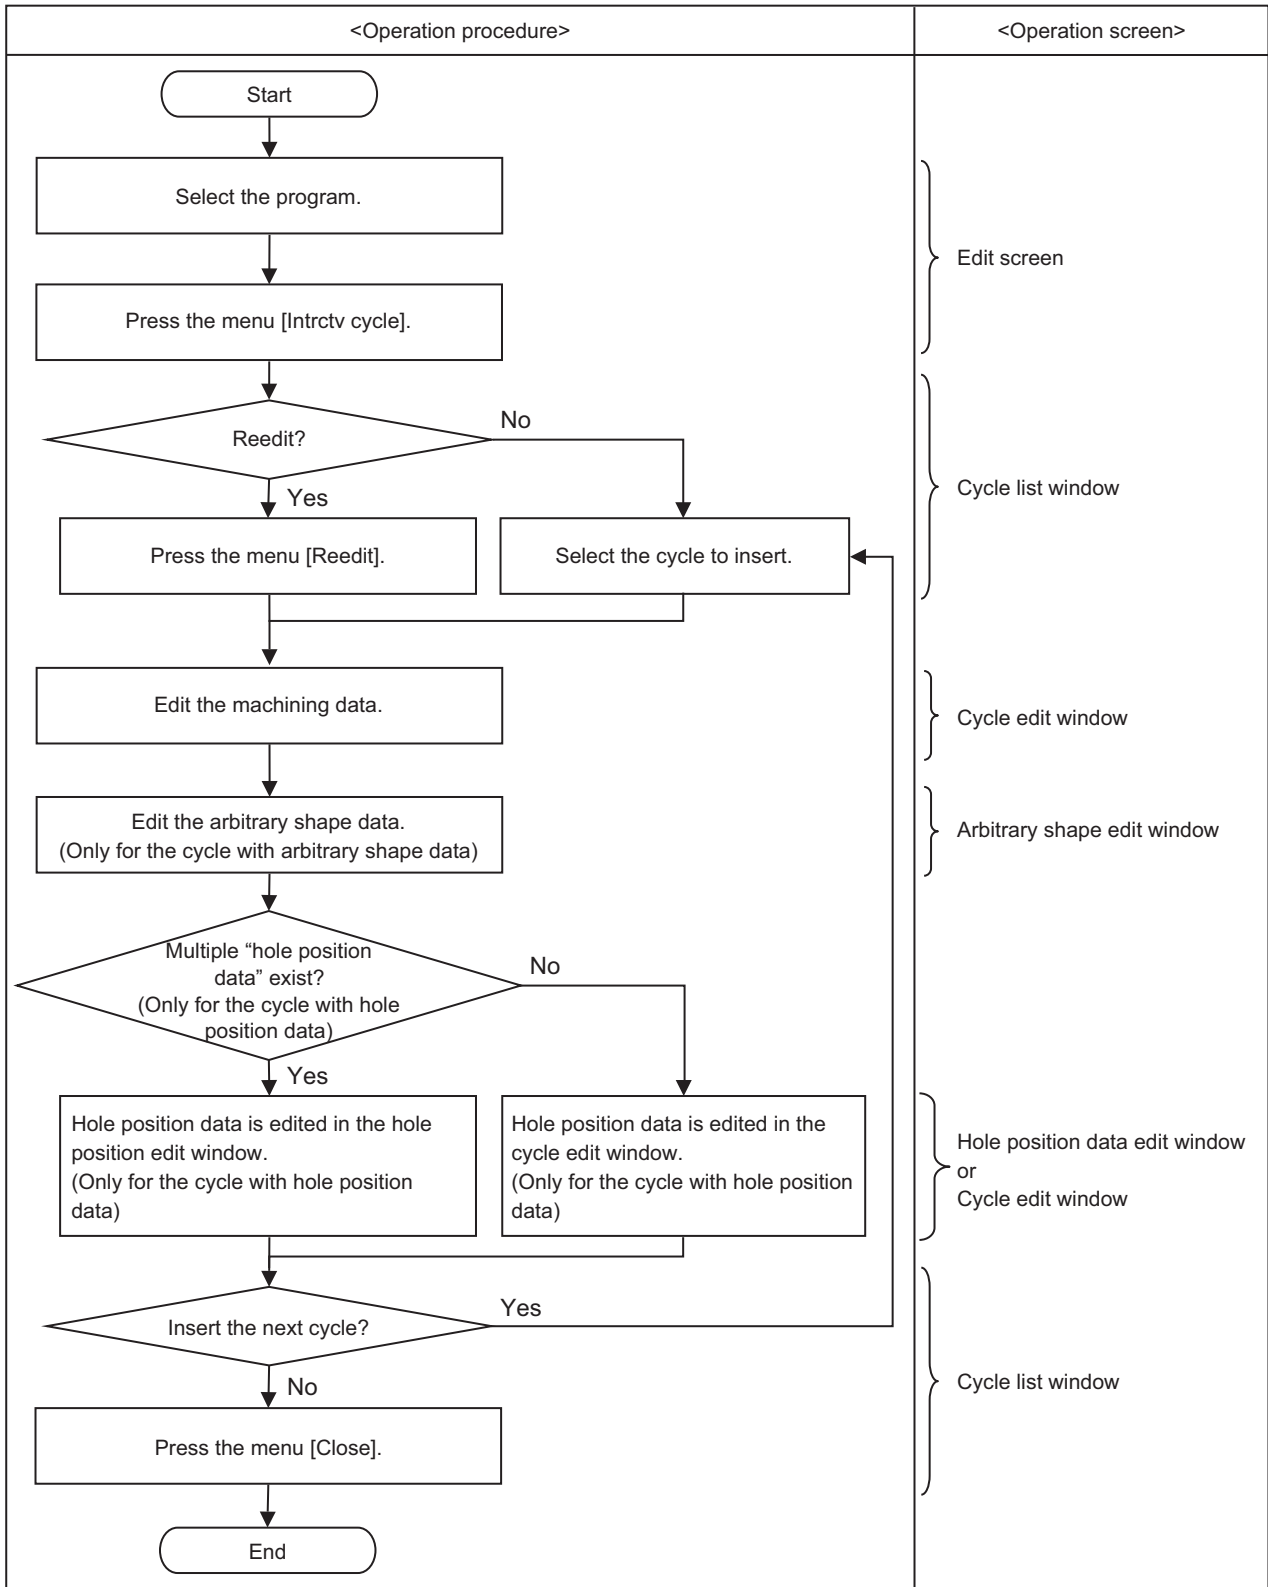 <Operation procedure>
<Operation screen>
Start
Select the program.
Edit screen
Press the menu [Intrctv cycle].
Reedit?
No
Yes
Cycle list window
Press the menu [Reedit].
Select the cycle to insert.
Edit the machining data.
Cycle edit window
Edit the arbitrary shape data.
(Only for the cycle with arbitrary shape data)
Arbitrary shape edit window
Multiple “hole position
data” exist?
(Only for the cycle with hole
position data)
No
Yes
Hole position data is edited in the hole
position edit window.
(Only for the cycle with hole position
data)
Hole position data is edited in the
cycle edit window.
(Only for the cycle with hole position
data)
Hole position data edit window
or
Cycle edit window
Insert the next cycle?
Yes
No
Cycle list window
Press the menu [Close].
End